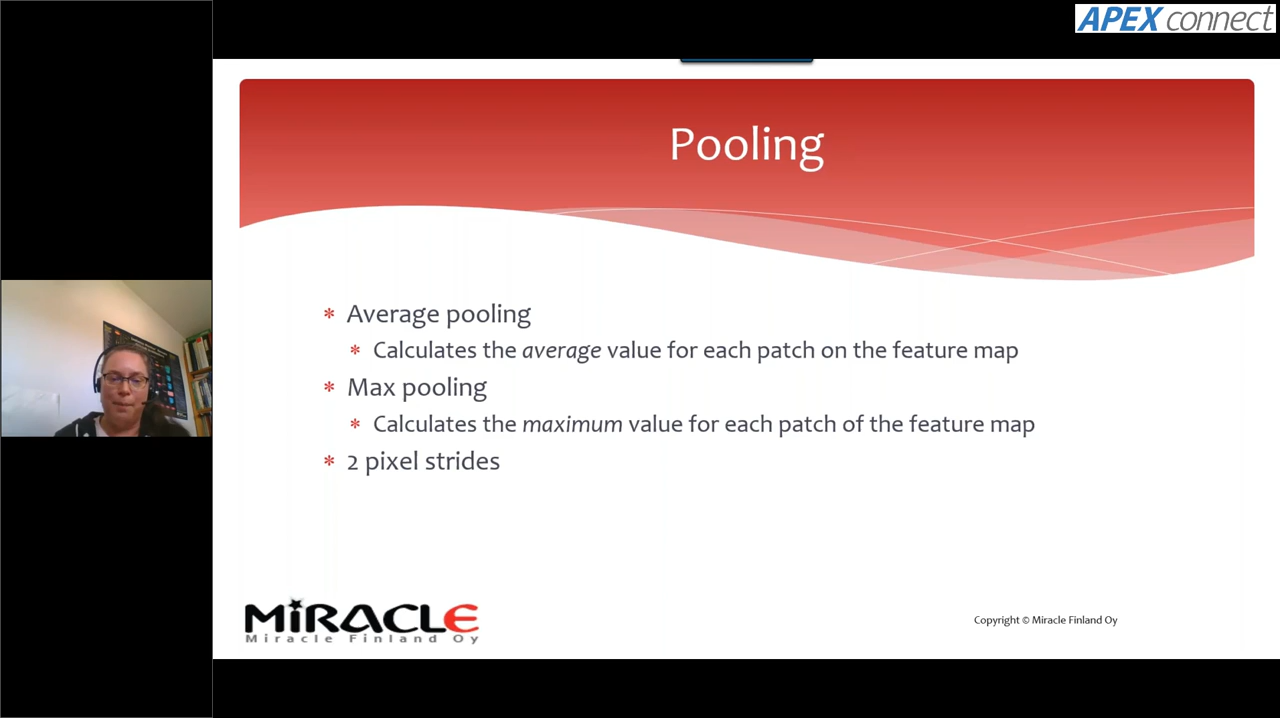 APEX connect
Pooling
* Average pooling
* Calculates the average value for each patch on the feature map
* Max pooling
* Calculates the maximum value for each patch of the feature map
* 2 pixel strides
MiRACLE
Miracle Finland Oy
Copyright © Miracle Finland Oy